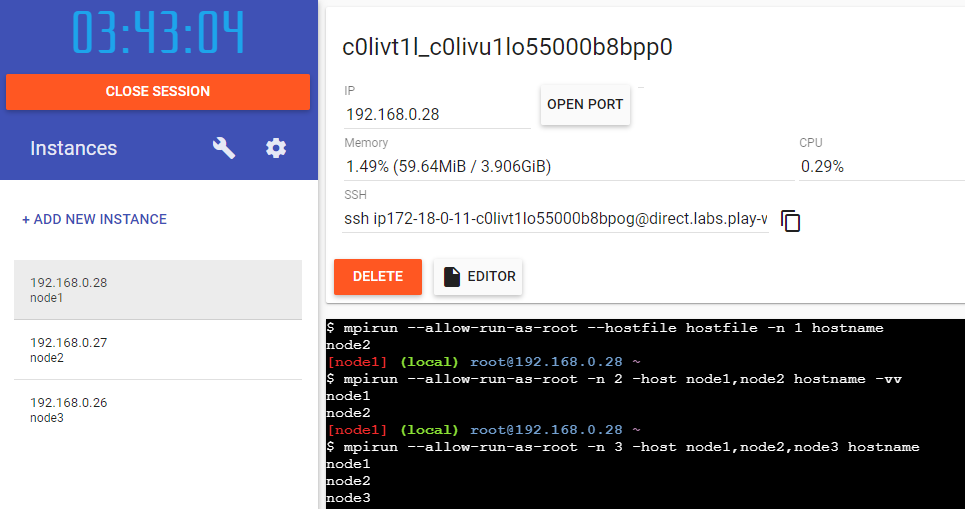 03:43:04
CLOSE SESSION
Instances
+ ADD NEW INSTANCE
192.168.0.28
node1
192.168.0.27
node2
192.168.0.26
node3
c0livt1l_c0livu1lo55000b8bpp0
IP
192.168.0.28
OPEN PORT
Memory
1.49% (59.64MiB / 3.906GiB)
CPU
0.29%
SSH
ssh ip172-18-0-11-c0livt1lo55000b8bpog@direct.labs.play-w
DELETE
EDITOR
$ mpirun --allow-run-as-root --hostfile hostfile -n 1 hostname
node2
[node1] (local) root@192.168.0.28 ~
$ mpirun --allow-run-as-root -n 2 -host node1,node2 hostname -vv
node1
node2
[node1] (local) root@192.168.0.28 ~
$ mpirun --allow-run-as-root -n 3 -host node1,node2,node3 hostname
node1
node2
node3